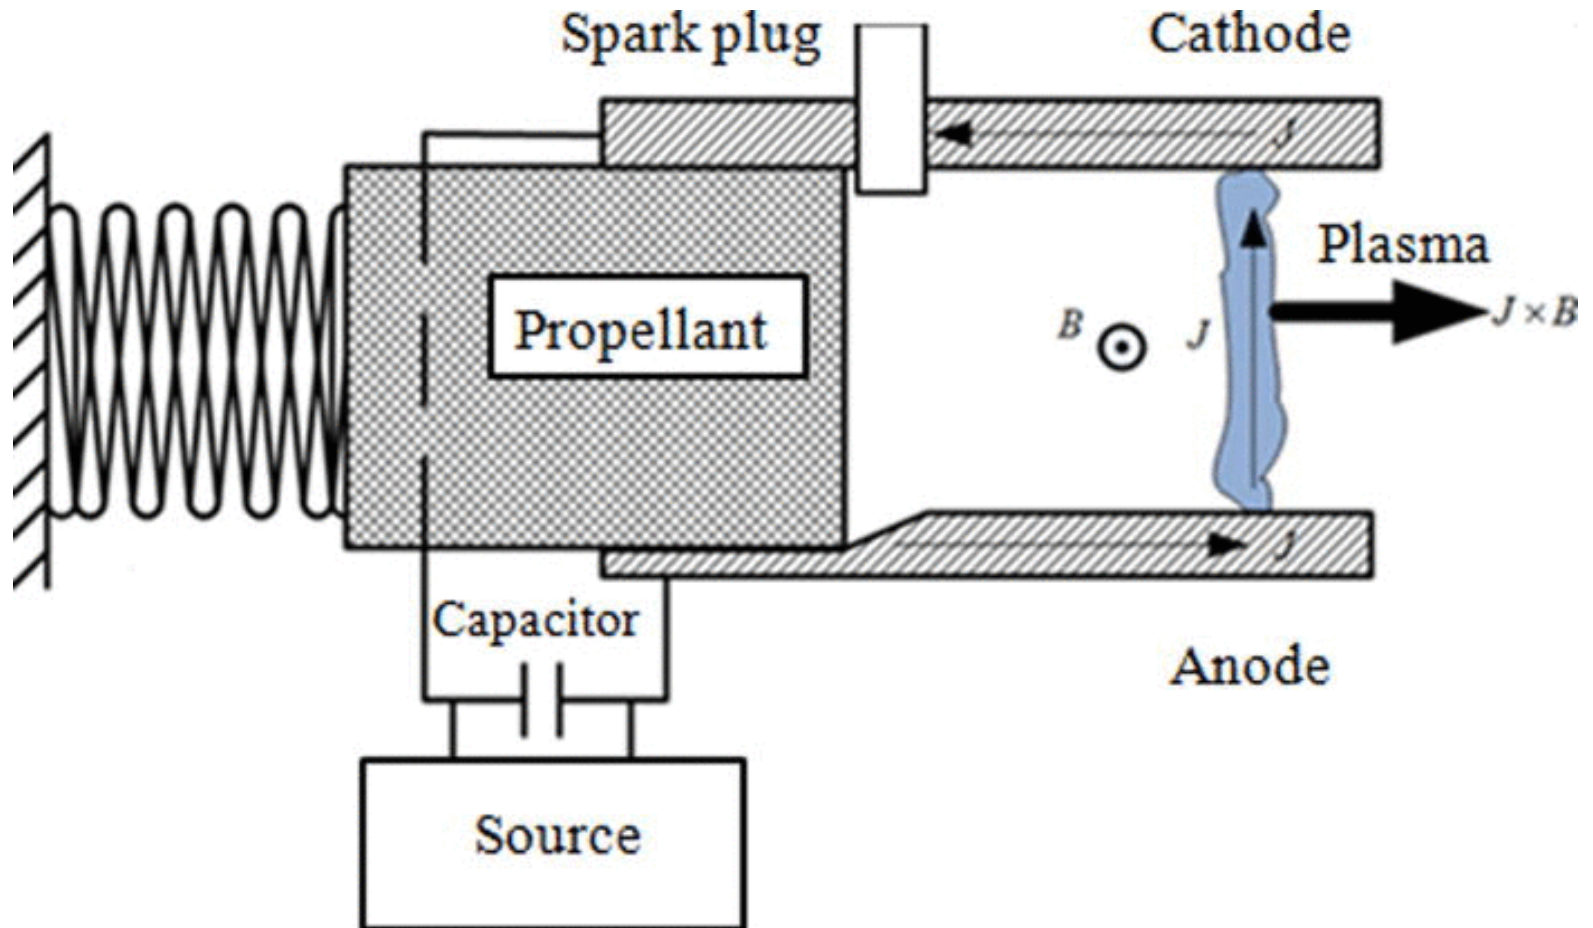 Spark plug
Cathode
J
Plasma
Propellant
B
J
J × B
J
Capacitor
Anode
Source